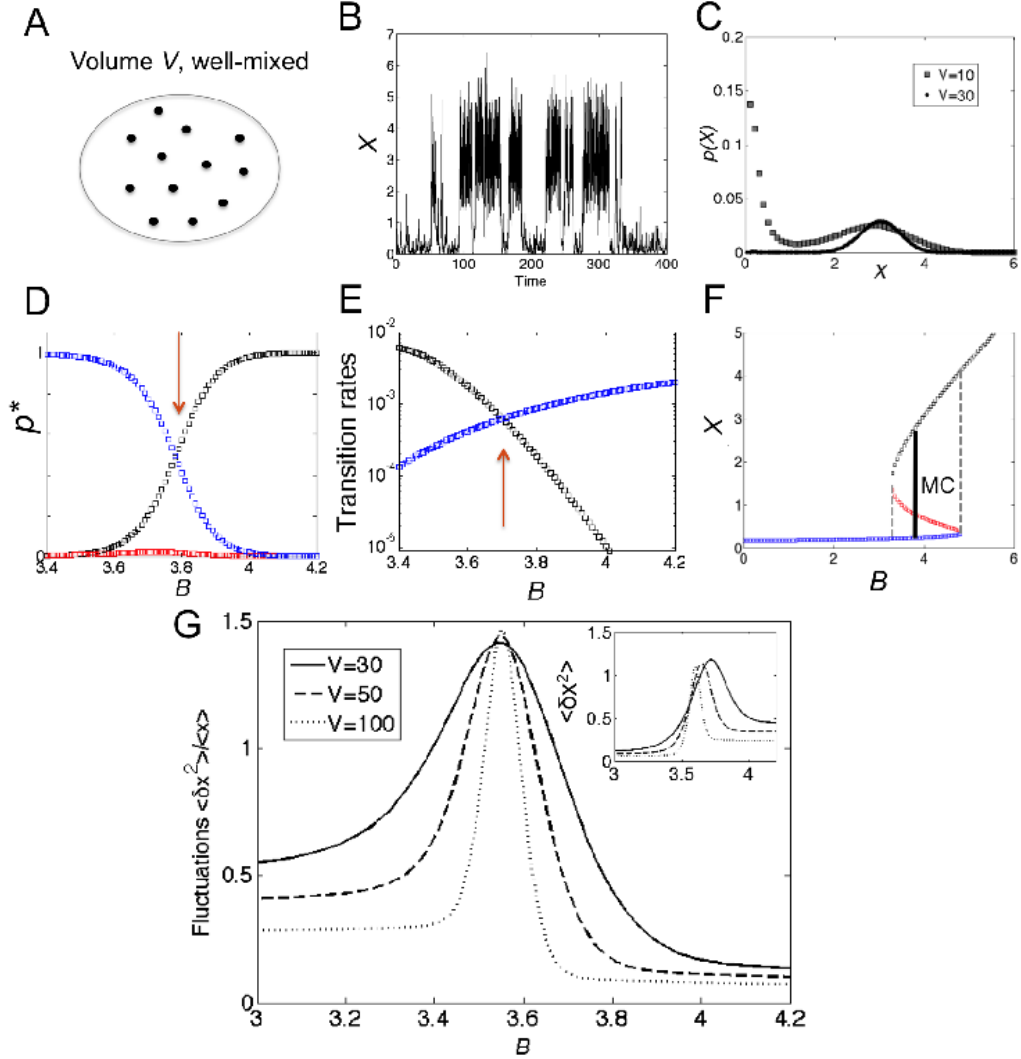 A
Volume V, well-mixed
B
X
7
6
5
4
3
2
1
0
0
100
200
300
400
Time
C
p(X)
0.2
0.15
0.1
0.05
0
V=10
V=30
0
2
4
6
X
D
p*
1
0
3.4
3.6
3.8
4
4.2
B
E
Transition rates
10-2
10-3
10-4
10-5
3.4
3.6
3.8
4
4.2
B
F
X
5
4
3
2
1
0
MC
0
2
4
6
B
G
Fluctuations <δx2>/<x>
1.5
1
0.5
0
V=30
V=50
V=100
<δx2>
1.5
1
0.5
0
3
3.5
4
3
3.2
3.4
3.6
3.8
4
4.2
B